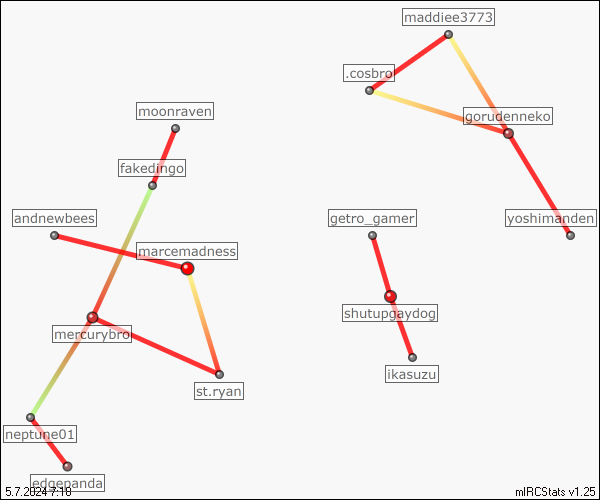 maddiee3773
.cosbro
moonraven
gorudenneko
fakedingo
andnewbees
getro_gamer
yoshimanden
marcemadness
shutupgaydog
mercurybro
ikasuzu
st.ryan
neptune01
edgepanda
5.7.2024 7:18
mIRCStats v1.25